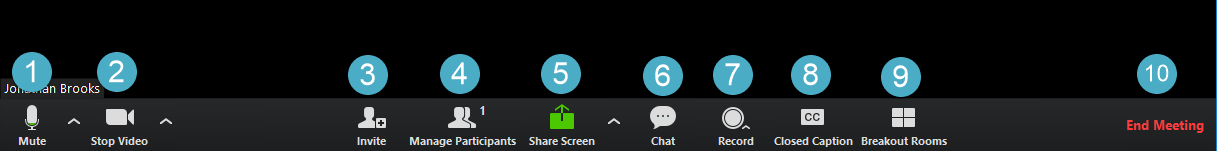 1 2 3 4 5 6 7 8 9 10
Jonathan Brooks
1
CC
Mute Stop Video Invite Manage Participants Share Screen Chat Record Closed Caption Breakout Rooms End Meeting